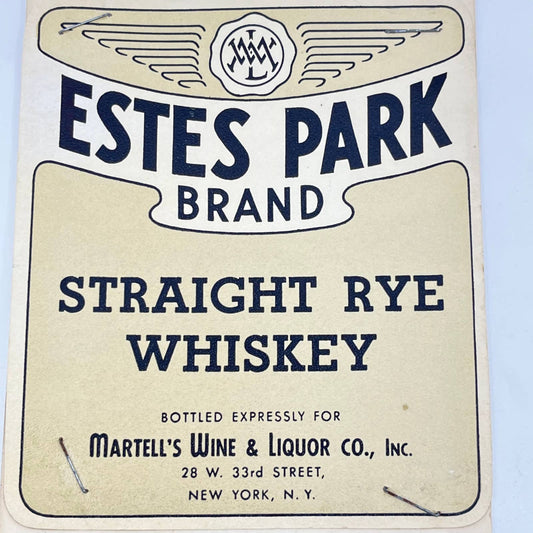 ESTES PARK
BRAND
STRAIGHT RYE
WHISKEY
BOTTLED EXPRESSLY FOR
MARTELL'S WINE & LIQUOR CO., INC.
28 W. 33rd STREET,
NEW YORK, N. Y.